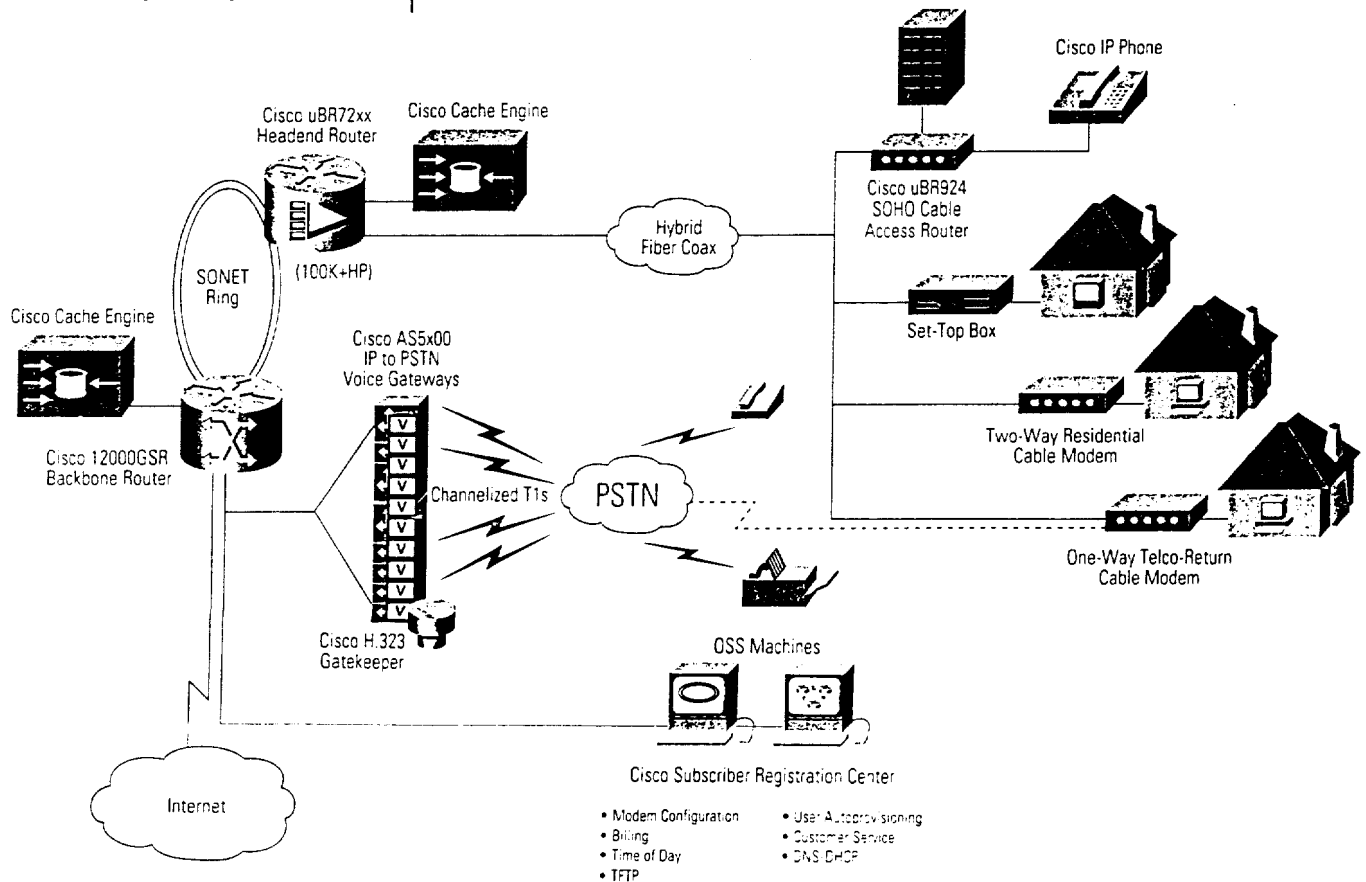 Cisco IP Phone
Cisco uBR72xx
Headend Router
Cisco Cache Engine
(100K+HP)
SONET
Ring
Hybrid
Fiber Coax
Cisco uBR924
SOHO Cable
Access Router
Set-Top Box
Cisco Cache Engine
Cisco AS5x00
IP to PSTN
Voice Gateways
V
V
V
V
V
V
V
V
V
V
Channelized T1s
Cisco 12000GSR
Backbone Router
PSTN
Two-Way Residential
Cable Modem
One-Way Telco-Return
Cable Modem
Cisco H.323
Gatekeeper
OSS Machines
Internet
Cisco Subscriber Registration Center
• Modem Configuration
• Billing
• Time of Day
• TFTP
• User Autoprovisioning
• Customer Service
• DNS/DHCP